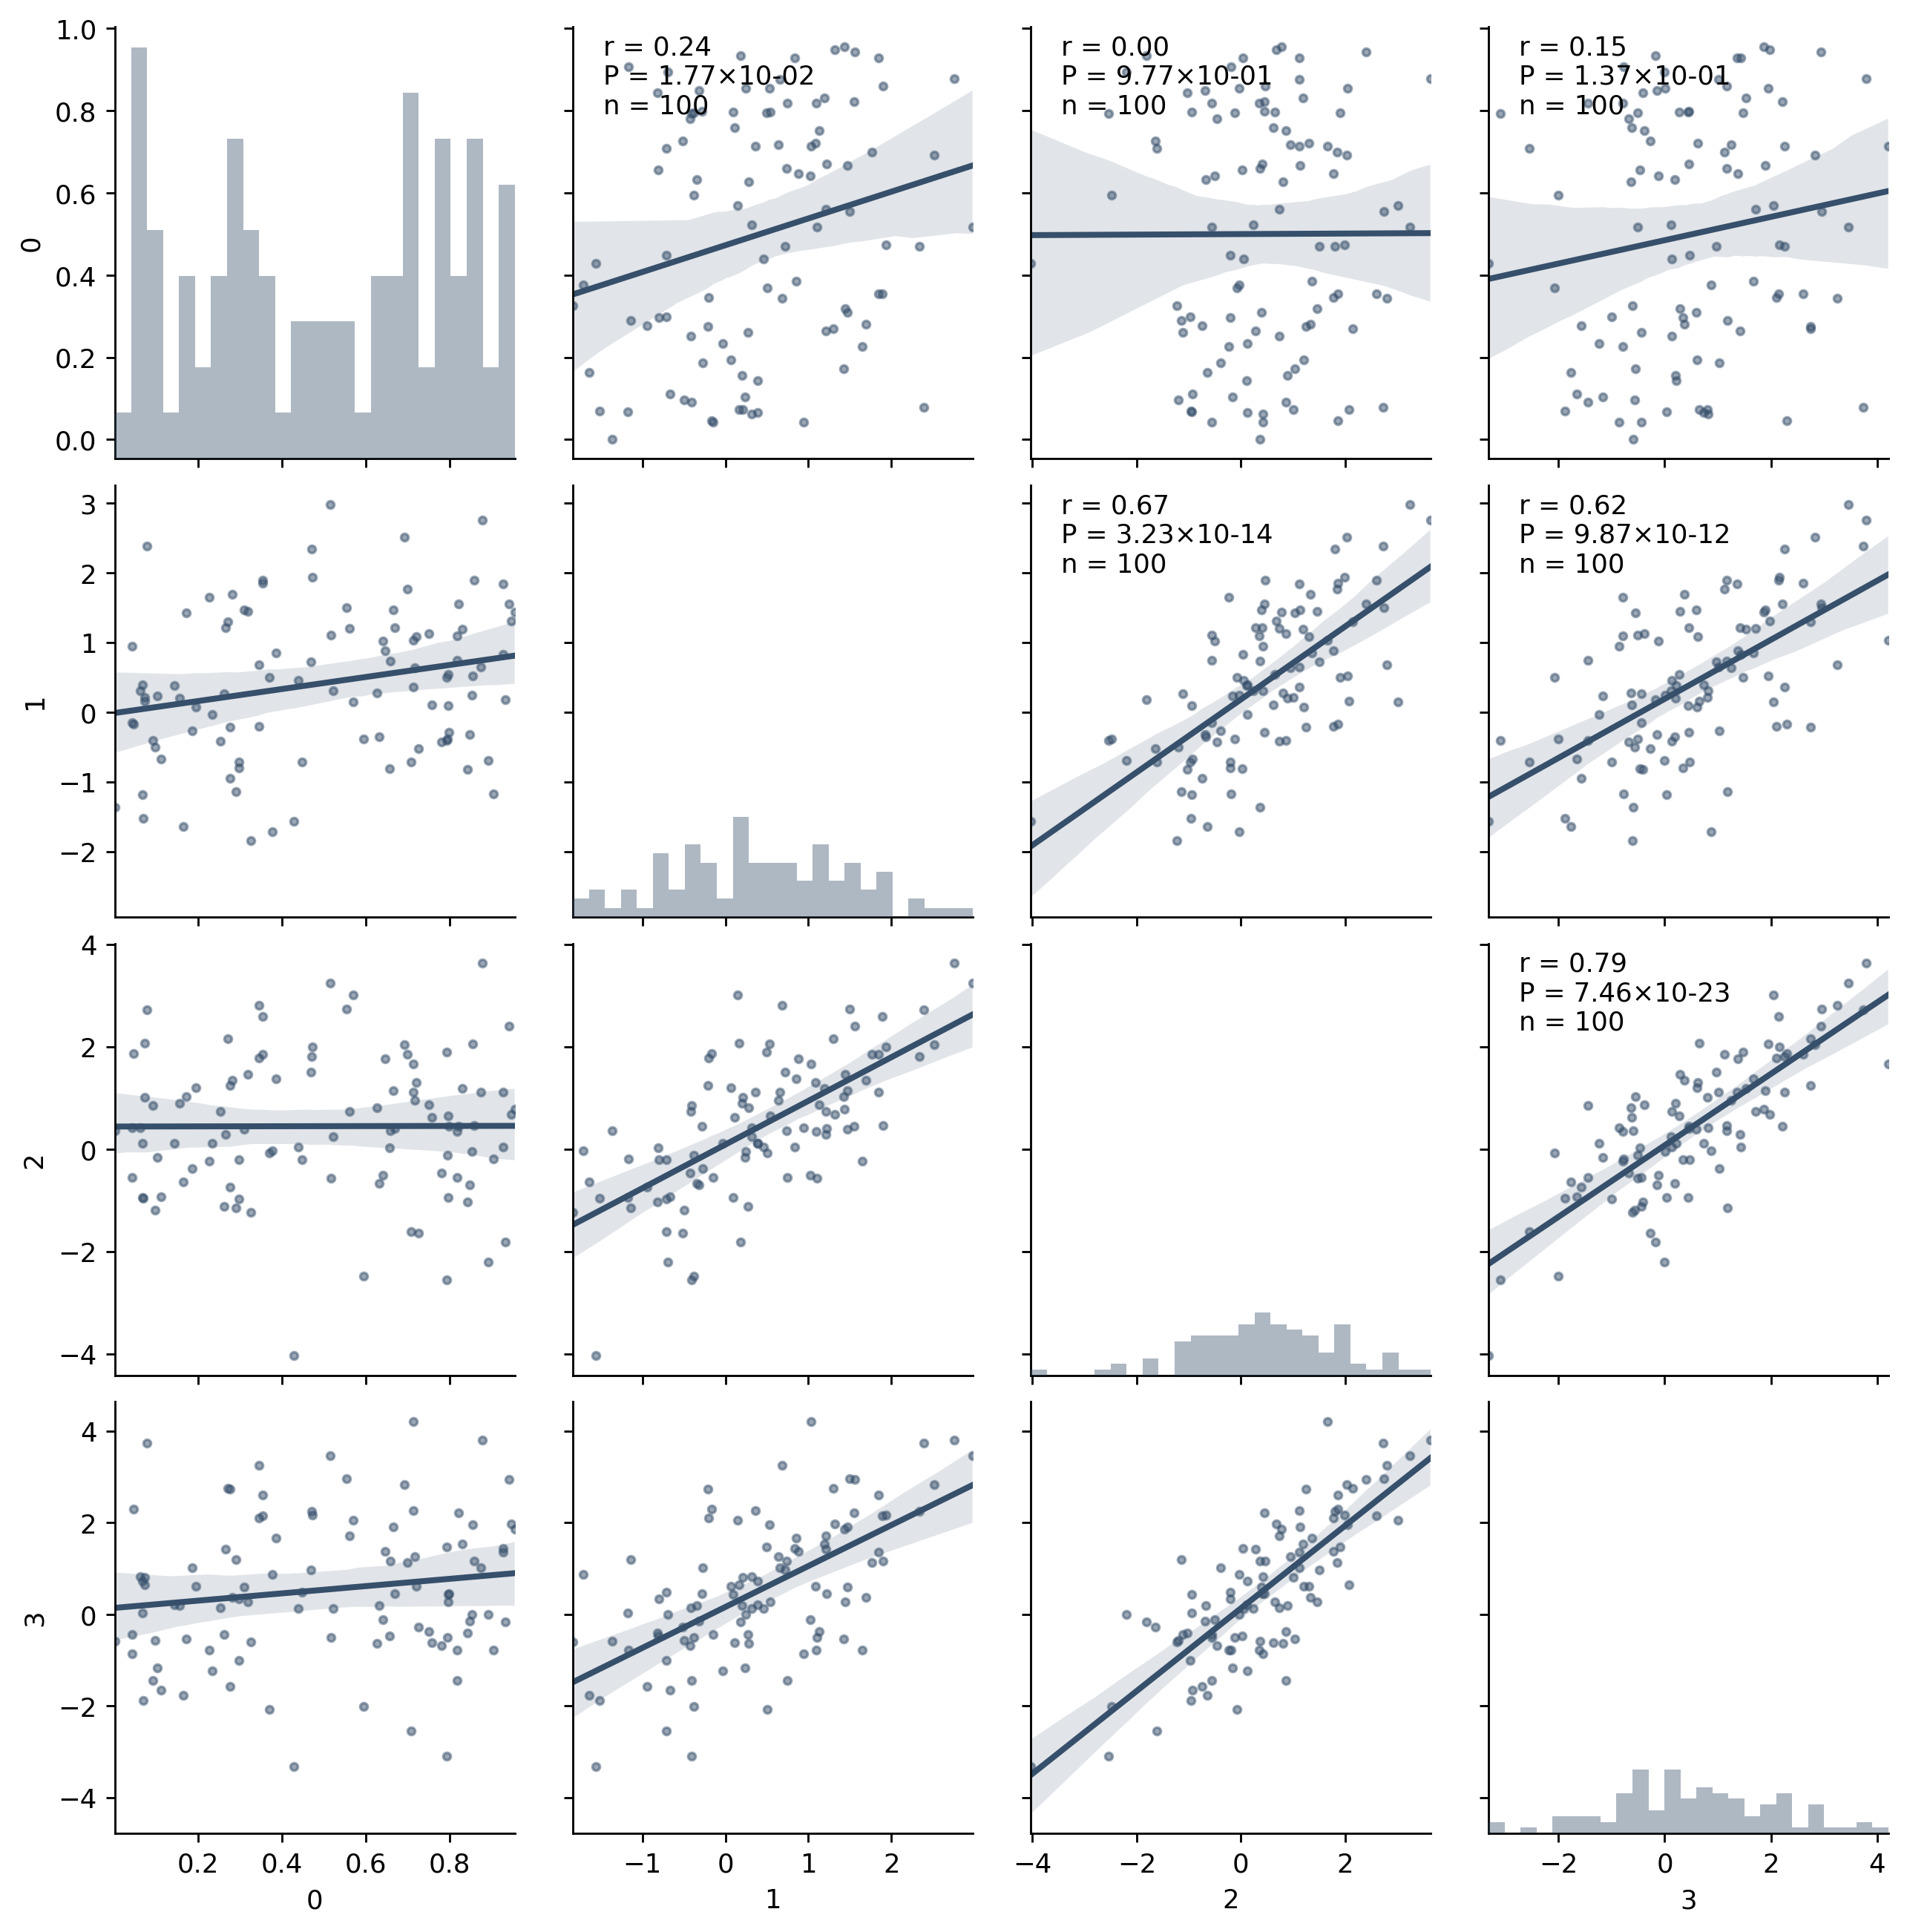 1.0
0.8
0.6
0.4
0.2
0.0
0
r = 0.24
P = 1.77×10-02
n = 100
r = 0.00
P = 9.77×10-01
n = 100
r = 0.15
P = 1.37×10-01
n = 100
3
2
1
0
−1
−2
1
r = 0.67
P = 3.23×10-14
n = 100
r = 0.62
P = 9.87×10-12
n = 100
4
2
0
−2
−4
2
r = 0.79
P = 7.46×10-23
n = 100
4
2
0
−2
−4
3
0.2 0.4 0.6 0.8
0
−1 0 1 2
1
−4 −2 0 2
2
−2 0 2 4
3